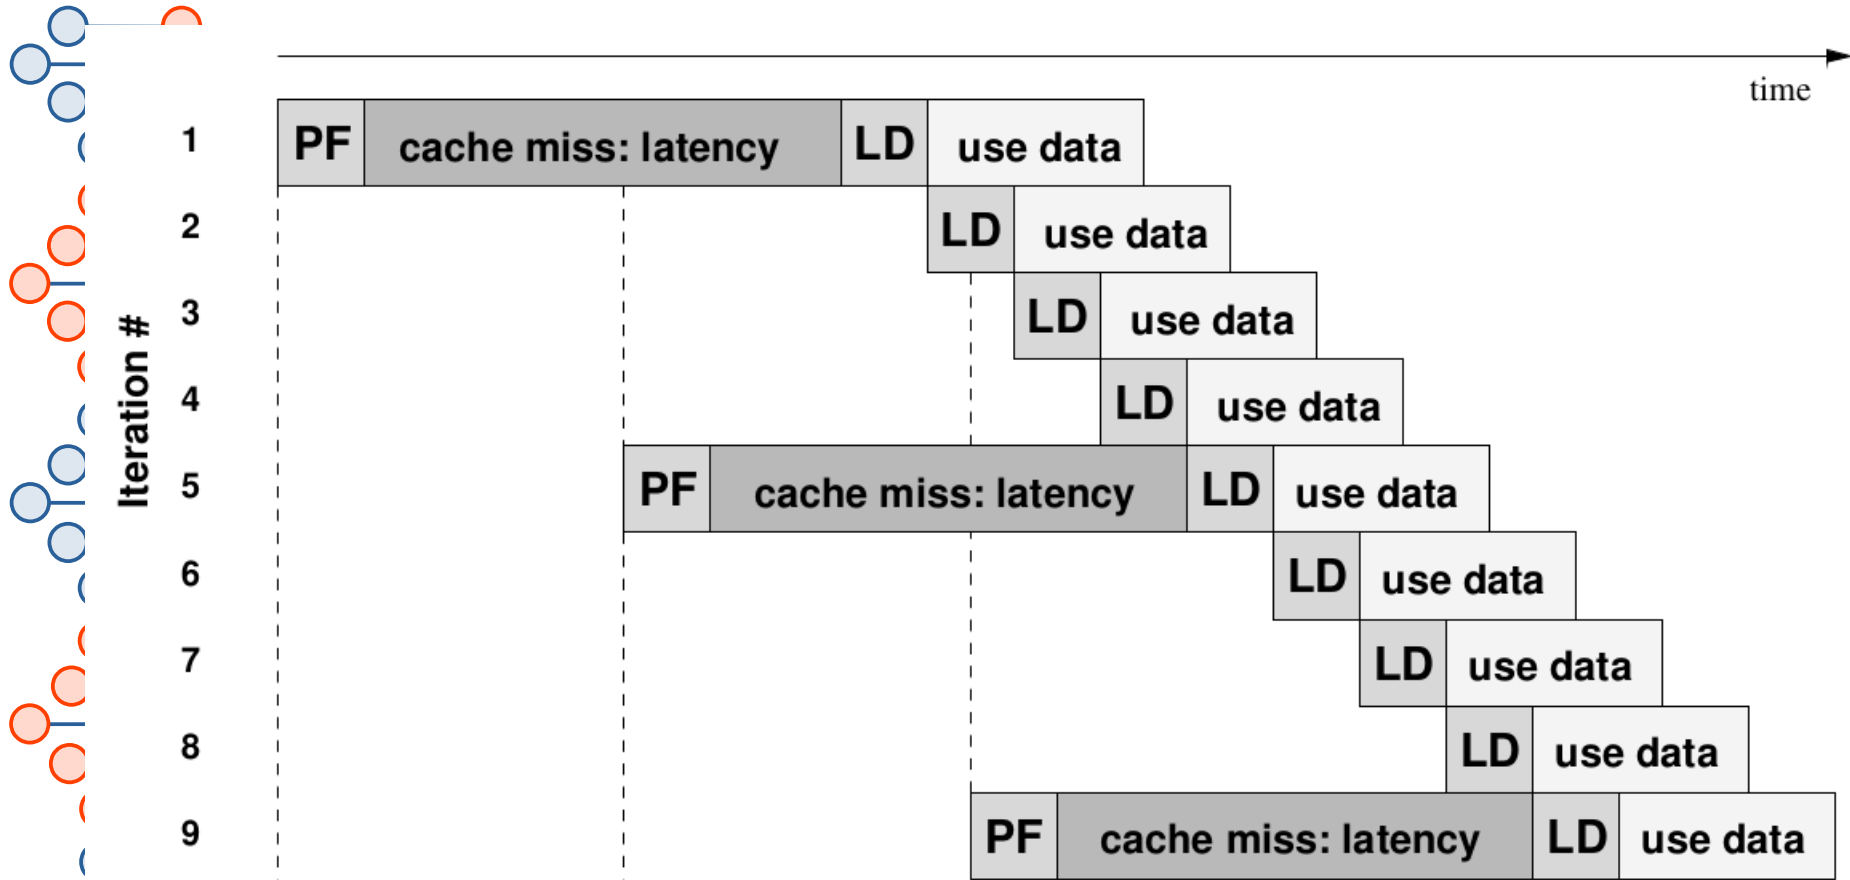 time
Iteration #
1 PF cache miss: latency LD use data
2 LD use data
3 LD use data
4 LD use data
5 PF cache miss: latency LD use data
6 LD use data
7 LD use data
8 LD use data
9 PF cache miss: latency LD use data